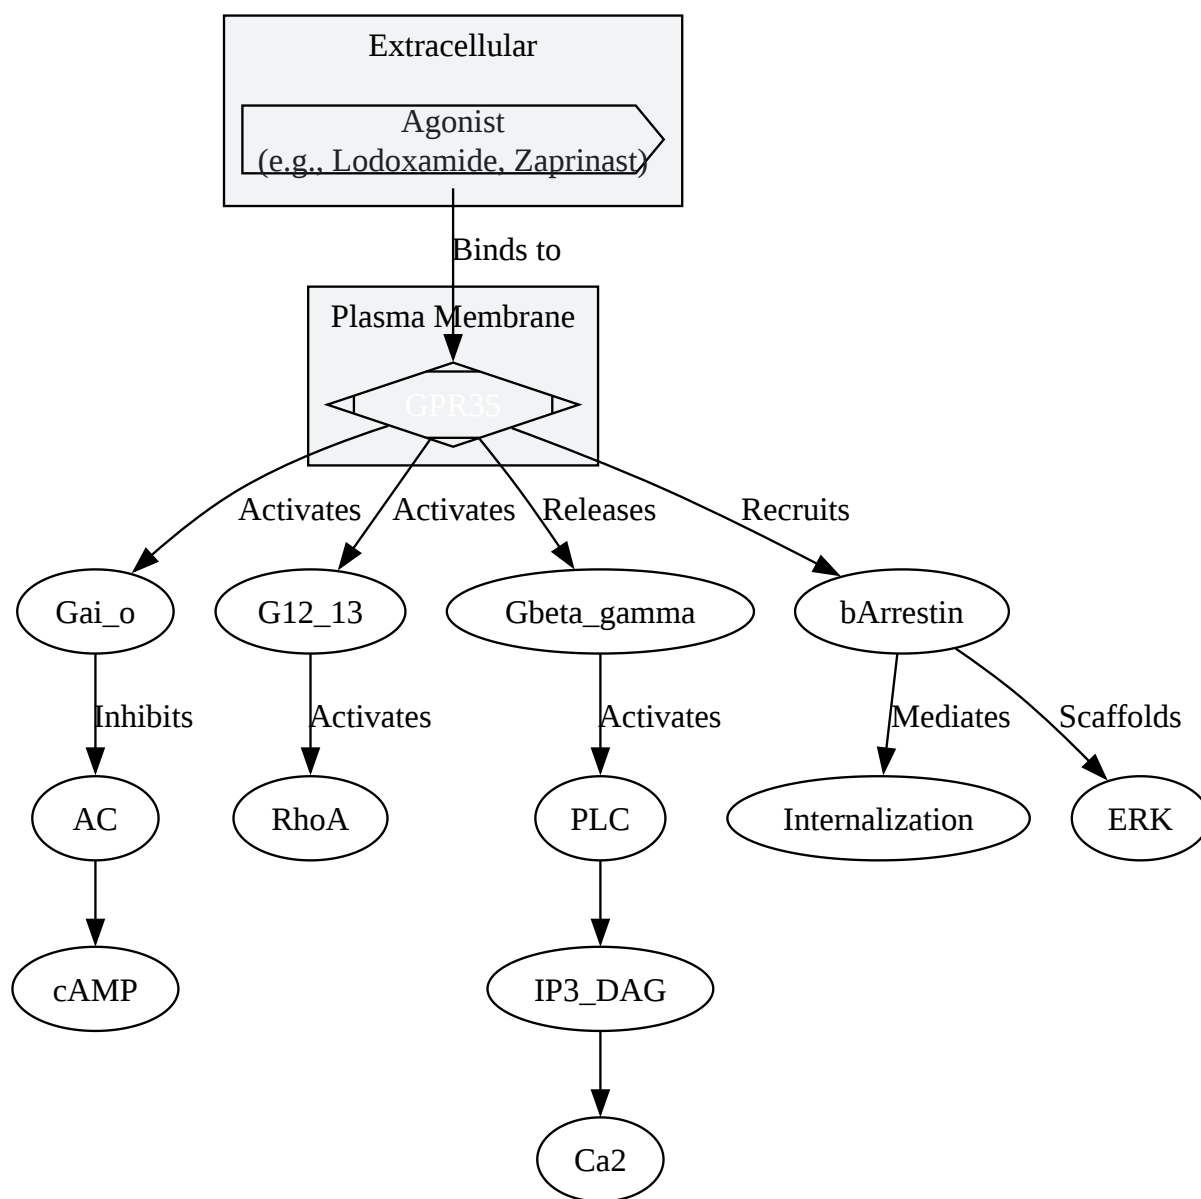 Extracellular
Agonist
(e.g., Lodoxamide, Zaprinast)
Binds to
Plasma Membrane
GPR35
Activates
Activates
Releases
Recruits
Gai_o
G12_13
Gbeta_gamma
bArrestin
Inhibits
Activates
Activates
Mediates
Scaffolds
AC
RhoA
PLC
Internalization
ERK
cAMP
IP3_DAG
Ca2